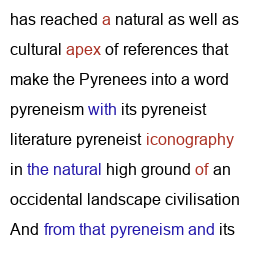 has reached a natural as well as
cultural apex of references that
make the Pyrenees into a word
pyreneism with its pyreneist
literature pyreneist iconography
in the natural high ground of an
occidental landscape civilisation
And from that pyreneism and its